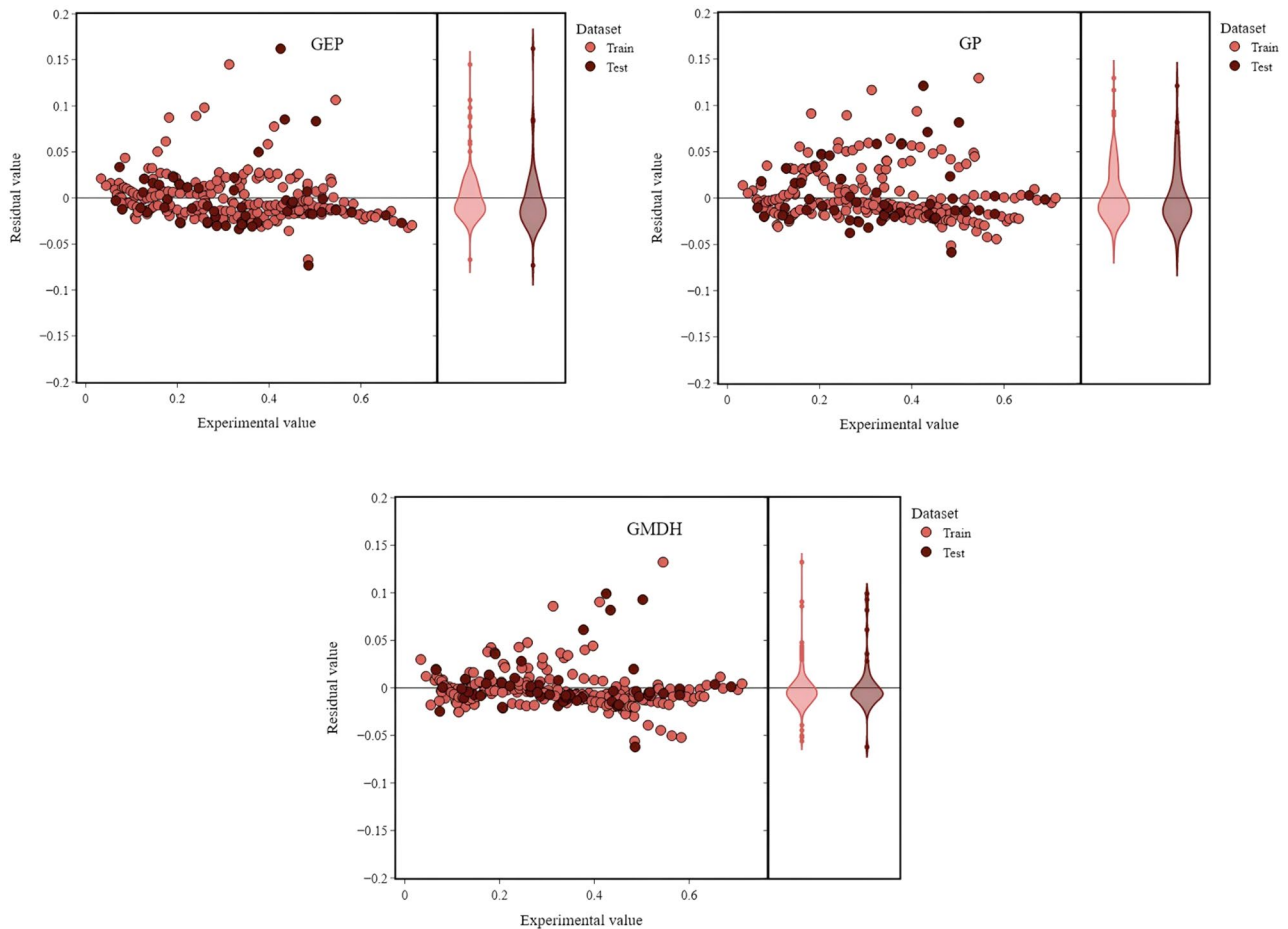 GEP
0.2
0.15
0.1
0.05
0
−0.05
−0.1
−0.15
−0.2
Residual value
0
0.2
0.4
0.6
Experimental value
Dataset
Train
Test
GP
0.2
0.15
0.1
0.05
0
−0.05
−0.1
−0.15
−0.2
Residual value
0
0.2
0.4
0.6
Experimental value
Dataset
Train
Test
GMDH
0.2
0.15
0.1
0.05
0
−0.05
−0.1
−0.15
−0.2
Residual value
0
0.2
0.4
0.6
Experimental value
Dataset
Train
Test